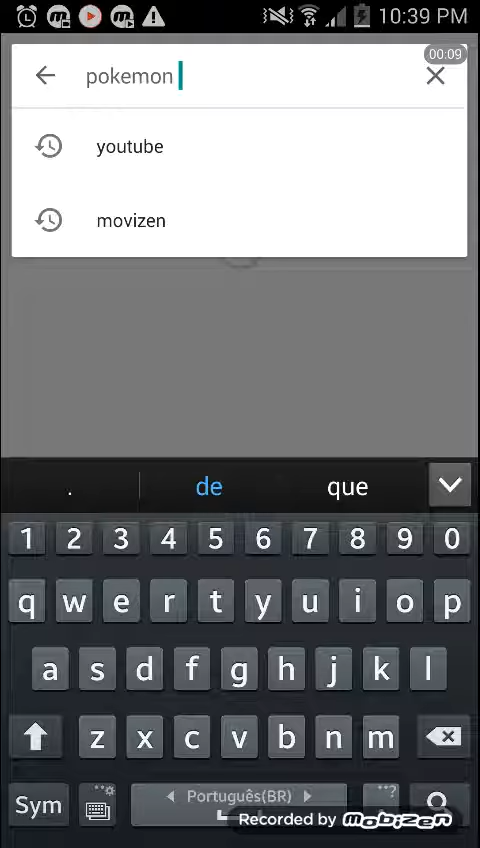 10:39 PM
00:09
pokemon
youtube
movizen
. de que
1 2 3 4 5 6 7 8 9 0
q w e r t y u i o p
a s d f g h j k l
z x c v b n m
Sym Português(BR) ?
Recorded by mobizen